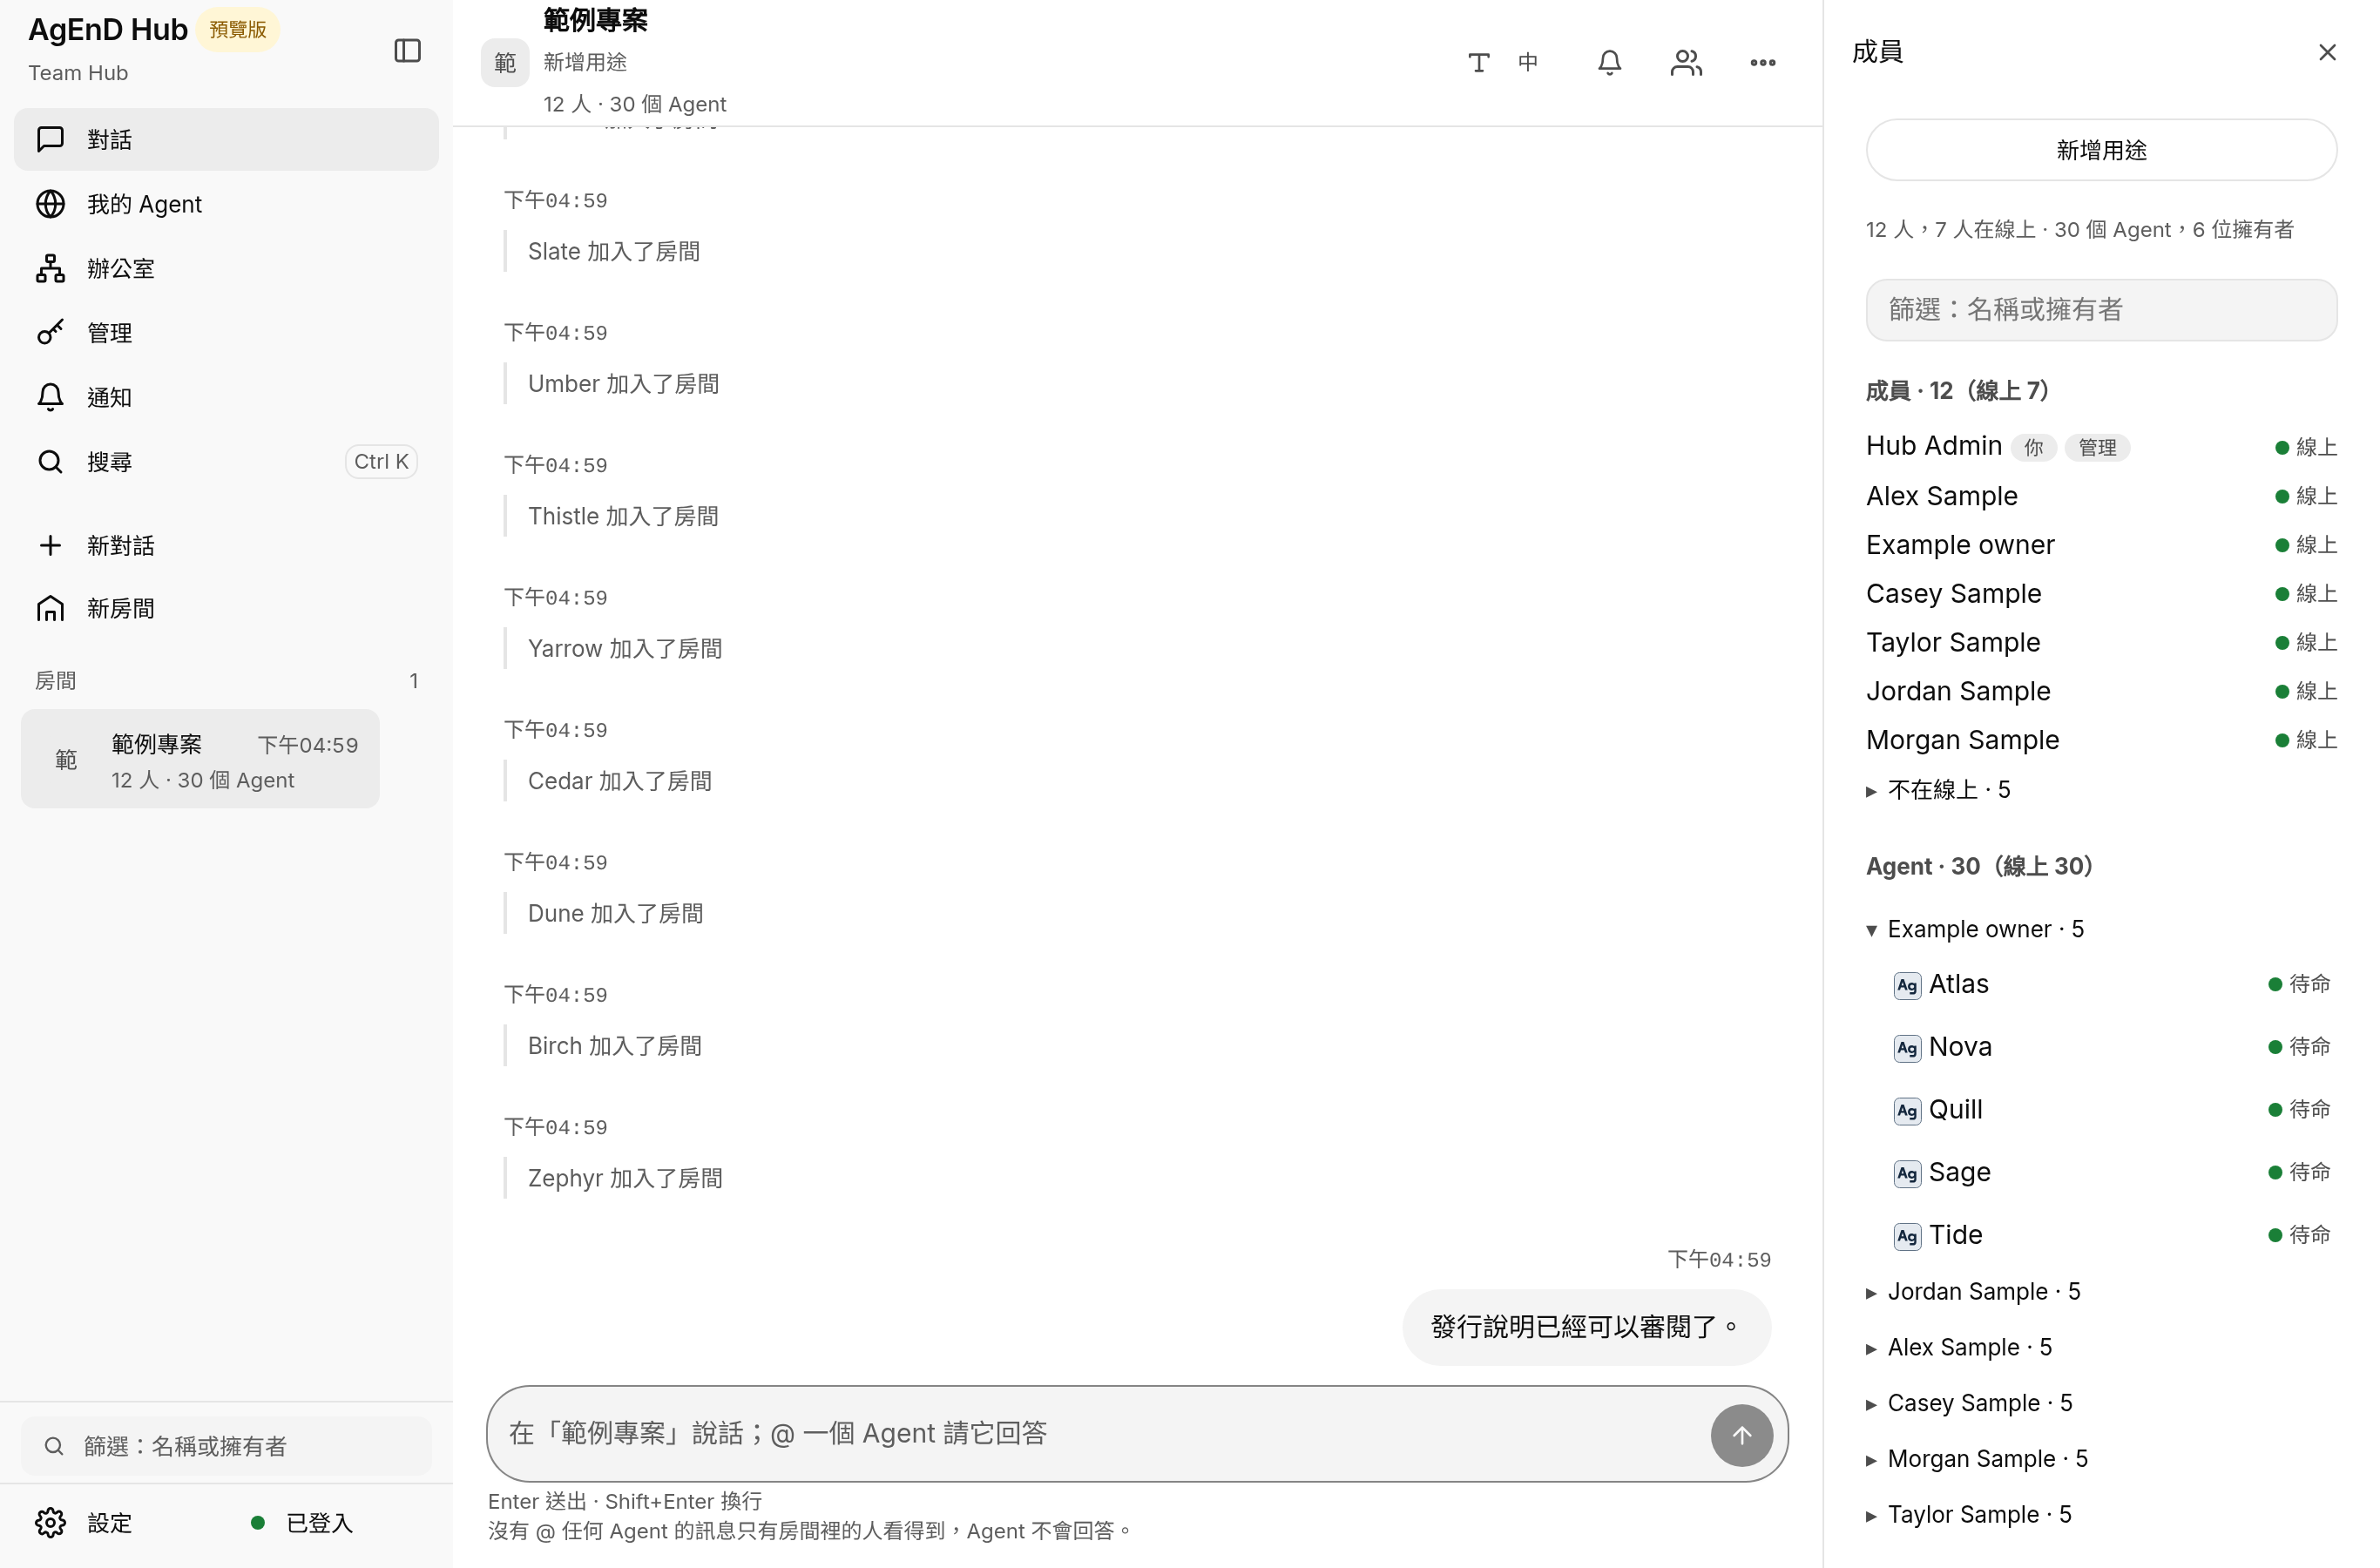 AgEnD Hub 預覽版
Team Hub
對話
我的 Agent
辦公室
管理
通知
搜尋 Ctrl K
新對話
新房間
房間 1
範 範例專案 下午04:59
12 人 · 30 個 Agent
篩選：名稱或擁有者
設定 已登入
範 範例專案
新增用途
12 人 · 30 個 Agent
中
下午04:59
Slate 加入了房間
下午04:59
Umber 加入了房間
下午04:59
Thistle 加入了房間
下午04:59
Yarrow 加入了房間
下午04:59
Cedar 加入了房間
下午04:59
Dune 加入了房間
下午04:59
Birch 加入了房間
下午04:59
Zephyr 加入了房間
下午04:59
發行說明已經可以審閱了。
在「範例專案」說話；@ 一個 Agent 請它回答
Enter 送出 · Shift+Enter 換行
沒有 @ 任何 Agent 的訊息只有房間裡的人看得到，Agent 不會回答。
成員
新增用途
12 人，7 人在線上 · 30 個 Agent，6 位擁有者
篩選：名稱或擁有者
成員 · 12（線上 7）
Hub Admin 你 管理 線上
Alex Sample 線上
Example owner 線上
Casey Sample 線上
Taylor Sample 線上
Jordan Sample 線上
Morgan Sample 線上
▸ 不在線上 · 5
Agent · 30（線上 30）
▾ Example owner · 5
Ag Atlas 待命
Ag Nova 待命
Ag Quill 待命
Ag Sage 待命
Ag Tide 待命
▸ Jordan Sample · 5
▸ Alex Sample · 5
▸ Casey Sample · 5
▸ Morgan Sample · 5
▸ Taylor Sample · 5